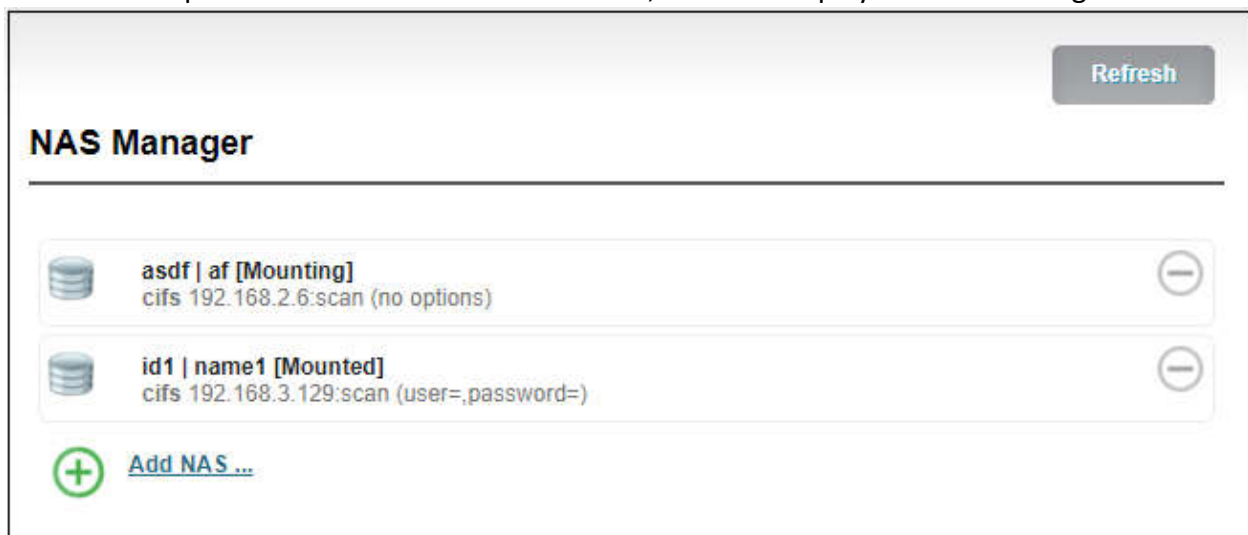 Refresh
NAS Manager
asdf | af [Mounting]
cifs 192.168.2.6:scan (no options)
id1 | name1 [Mounted]
cifs 192.168.3.129:scan (user=,password=)
Add NAS ...